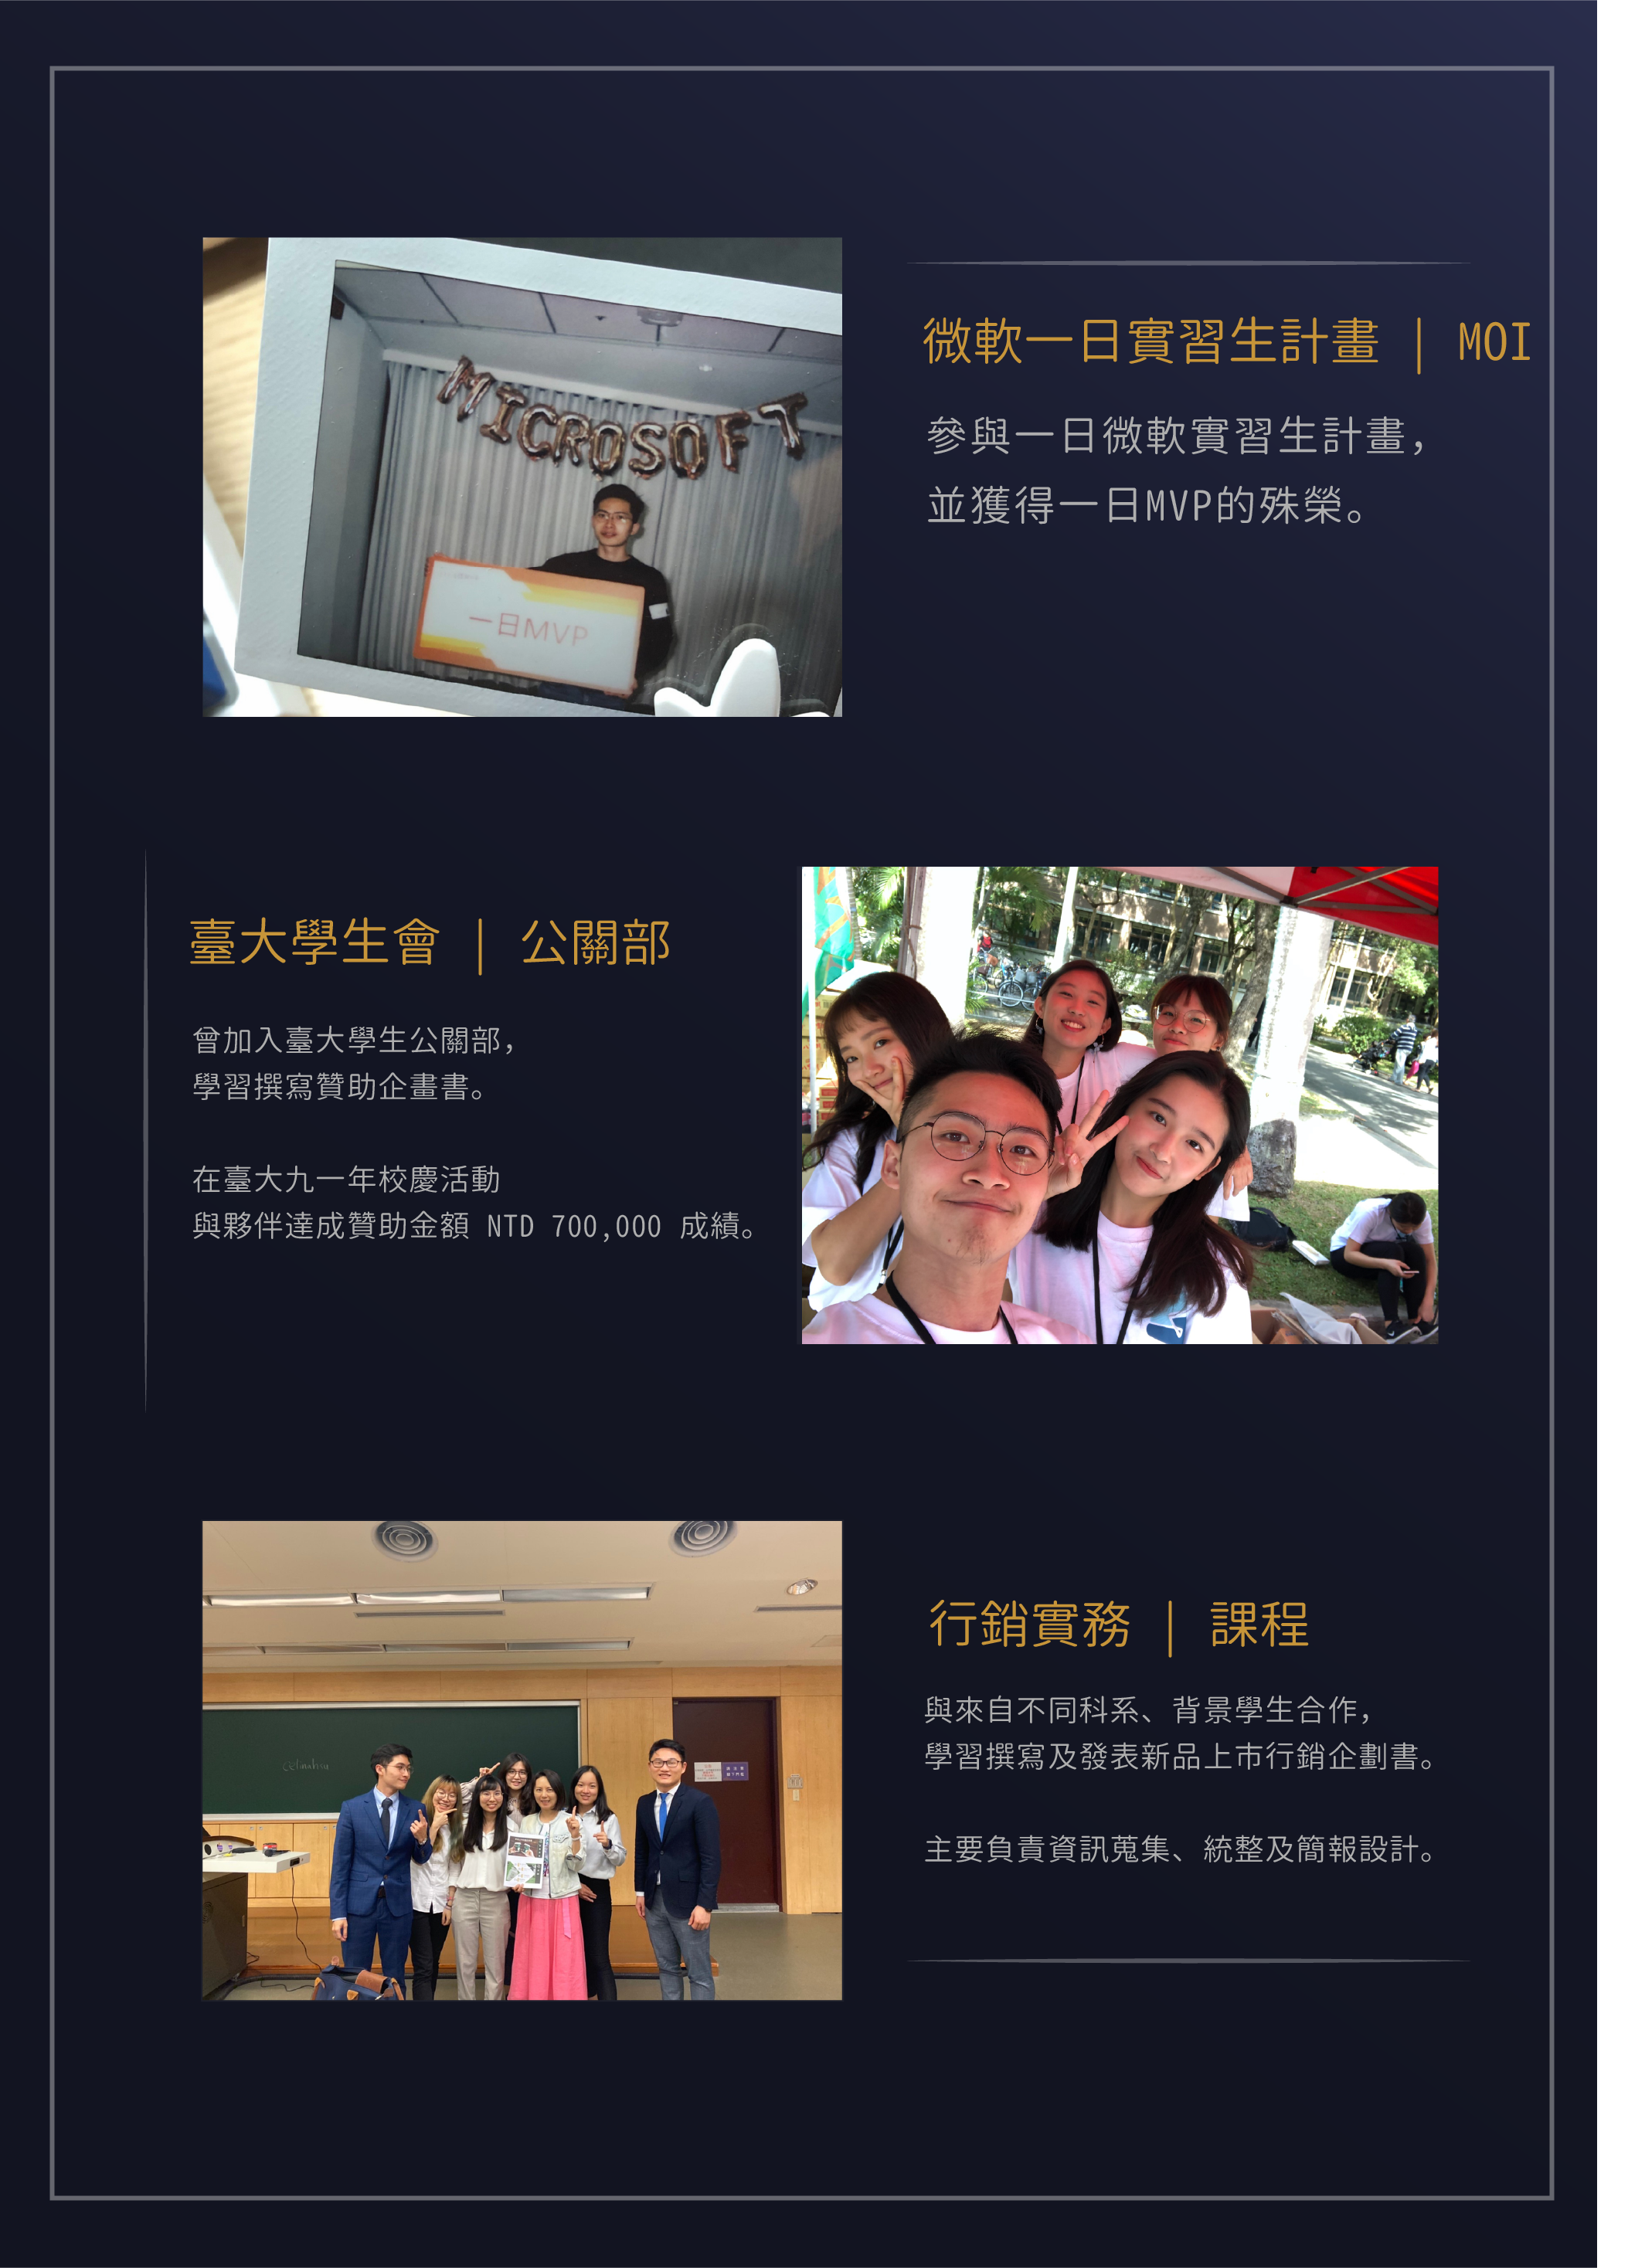 MICROSOFT
一日MVP
微軟一日實習生計畫 | MOI
參與一日微軟實習生計畫，
並獲得一日MVP的殊榮。
臺大學生會 | 公關部
曾加入臺大學生公關部，
學習撰寫贊助企畫書。
在臺大九一年校慶活動
與夥伴達成贊助金額 NTD 700,000 成績。
行銷實務 | 課程
與來自不同科系、背景學生合作，
學習撰寫及發表新品上市行銷企劃書。
主要負責資訊蒐集、統整及簡報設計。